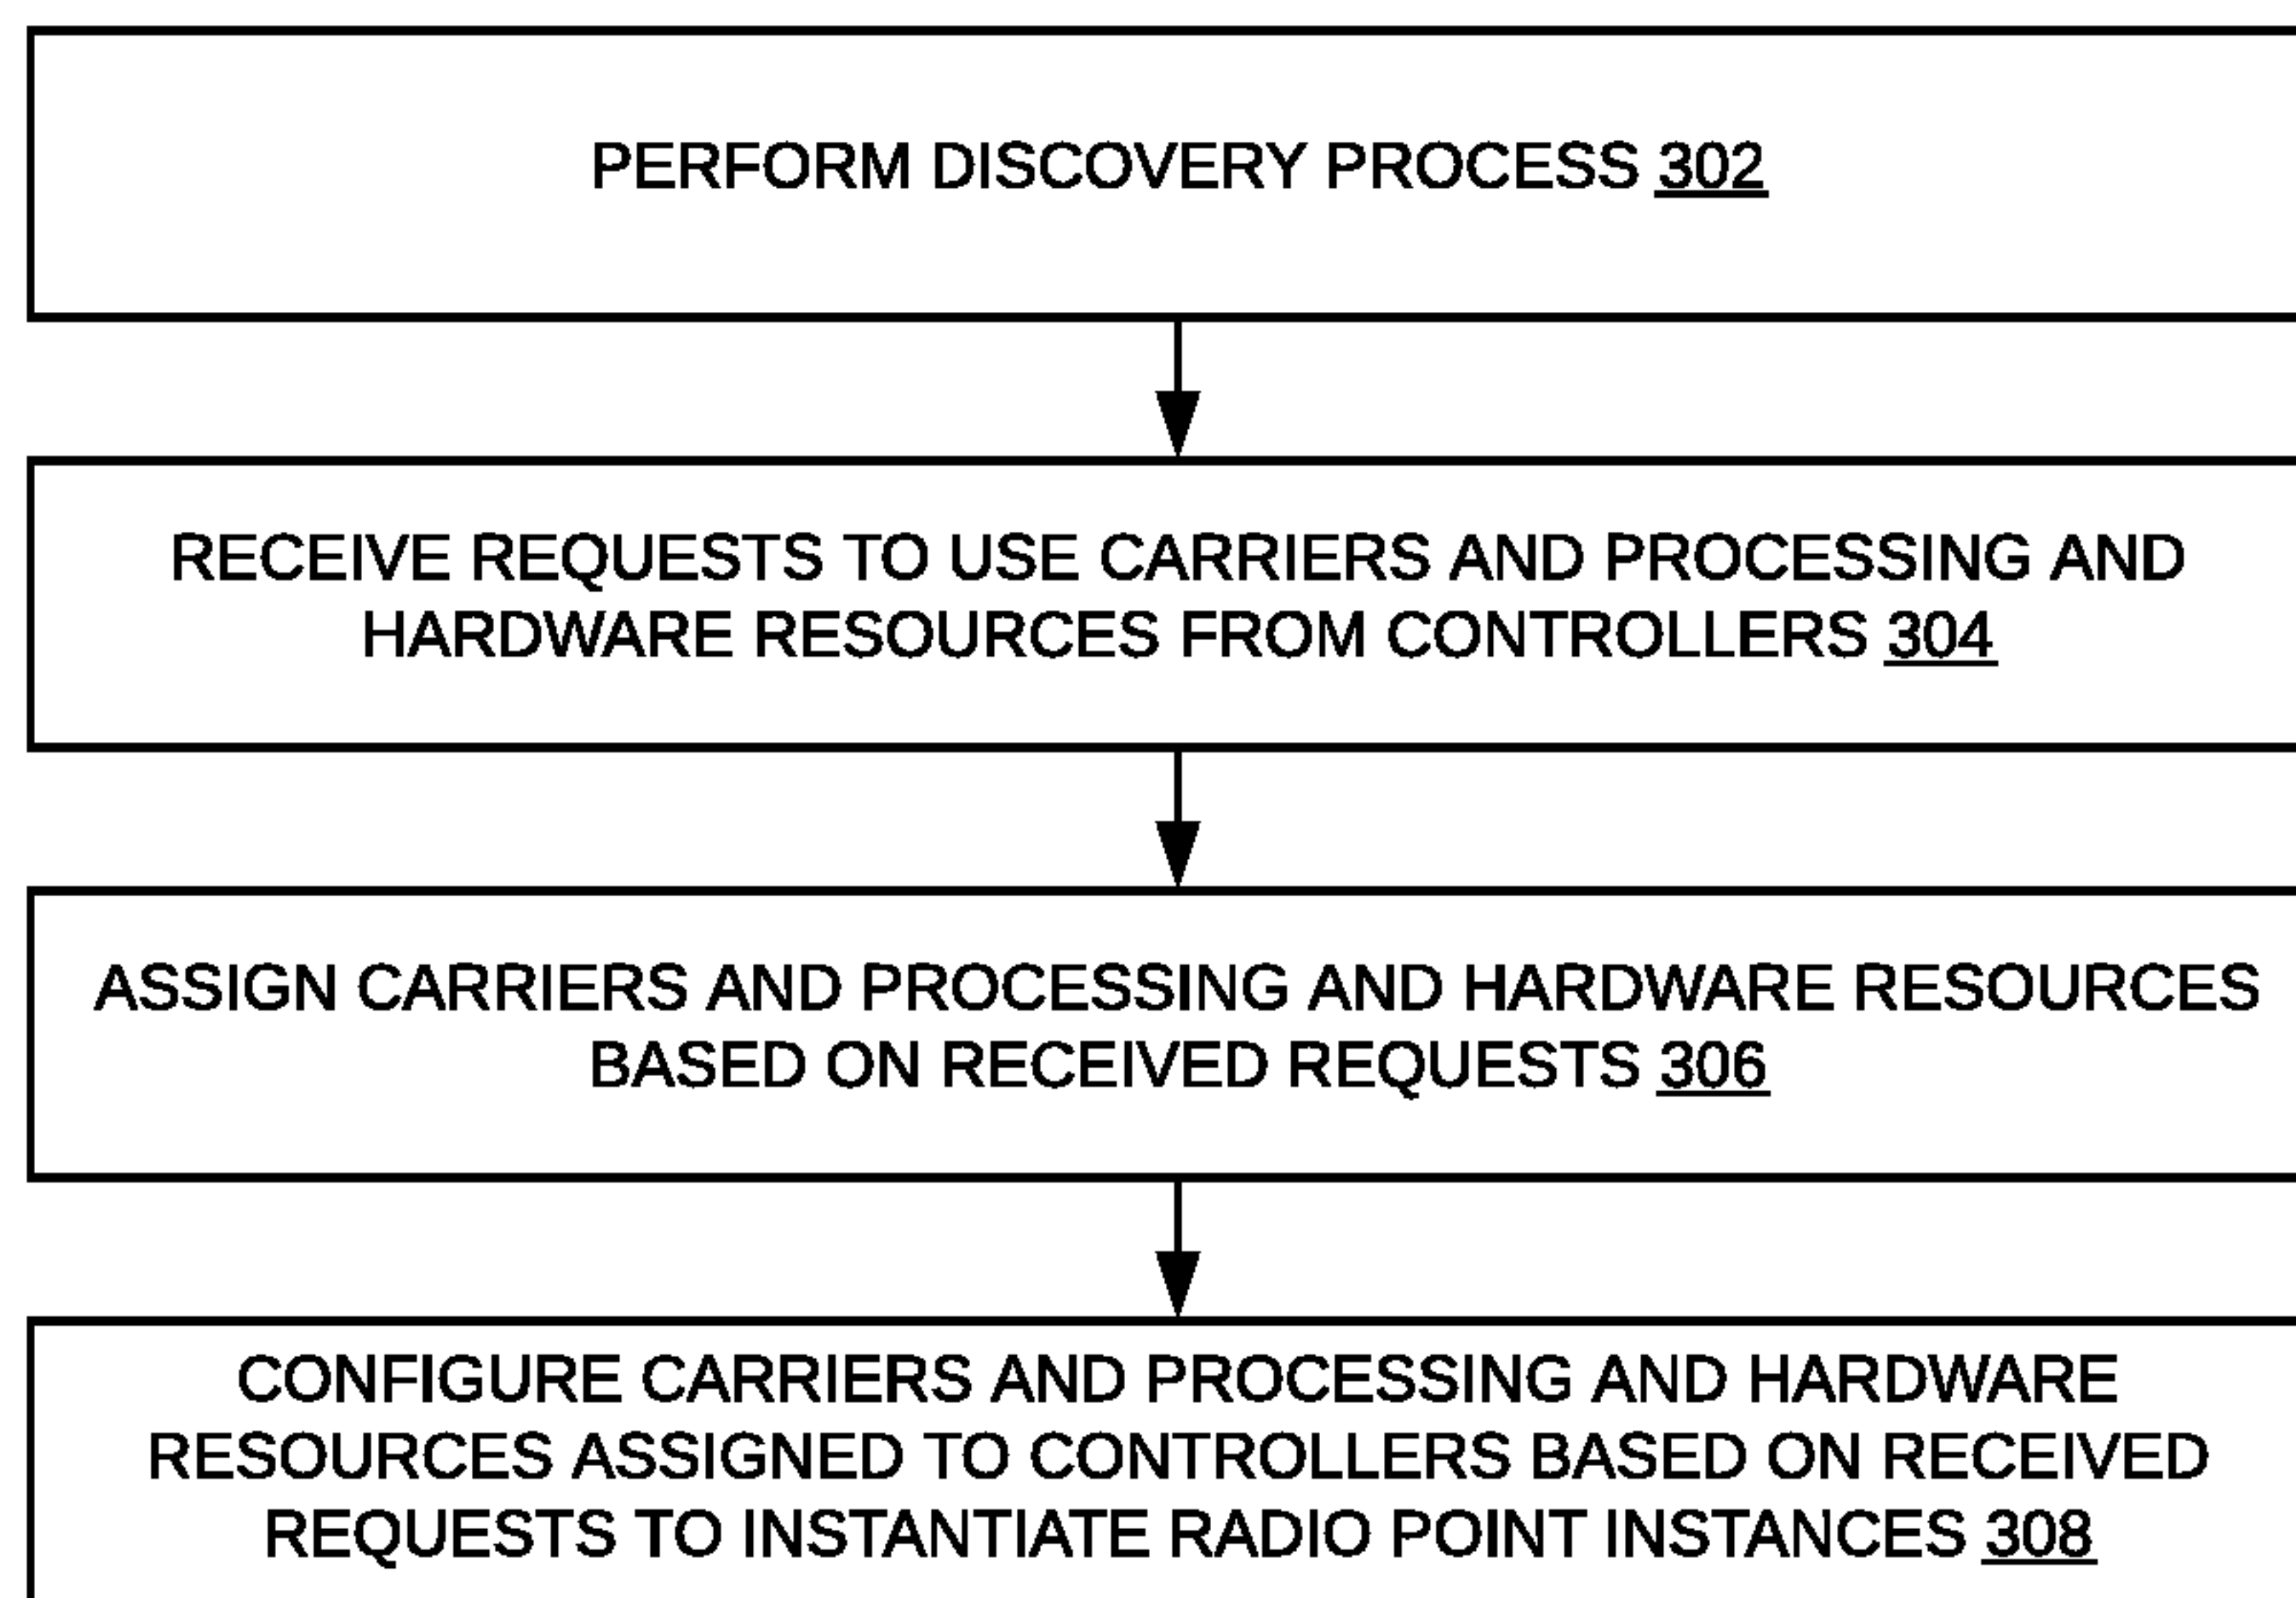 PERFORM DISCOVERY PROCESS 302
RECEIVE REQUESTS TO USE CARRIERS AND PROCESSING AND
HARDWARE RESOURCES FROM CONTROLLERS 304
ASSIGN CARRIERS AND PROCESSING AND HARDWARE RESOURCES
BASED ON RECEIVED REQUESTS 306
CONFIGURE CARRIERS AND PROCESSING AND HARDWARE
RESOURCES ASSIGNED TO CONTROLLERS BASED ON RECEIVED
REQUESTS TO INSTANTIATE RADIO POINT INSTANCES 308